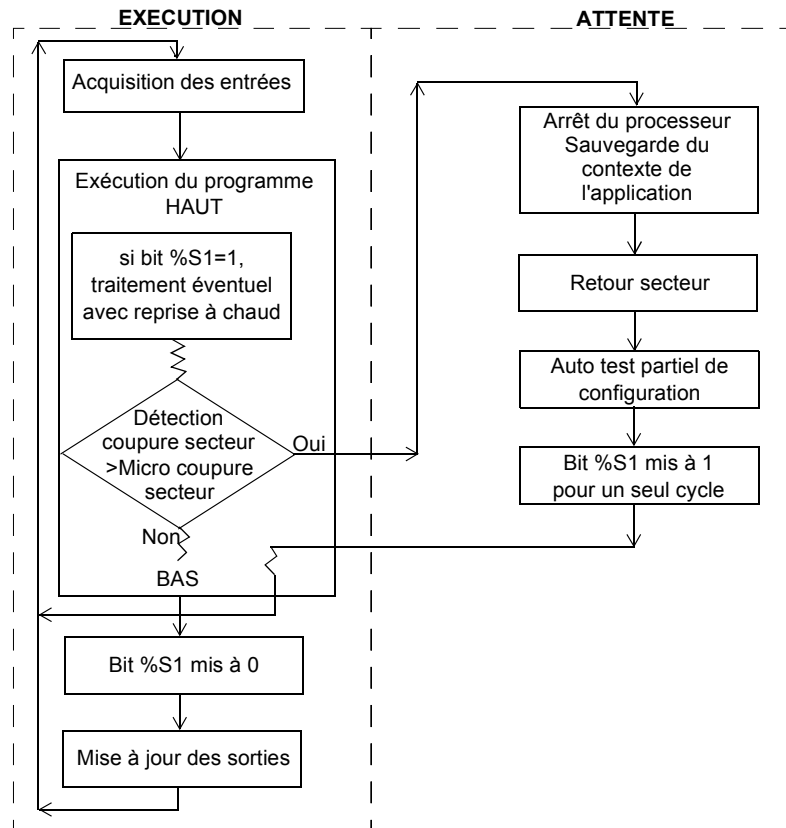 EXECUTION
Acquisition des entrées
Exécution du programme
HAUT
si bit %S1=1,
traitement éventuel
avec reprise à chaud
Détection
coupure secteur
>Micro coupure
secteur
Oui
Non
BAS
Bit %S1 mis à 0
Mise à jour des sorties
ATTENTE
Arrêt du processeur
Sauvegarde du
contexte de
l'application
Retour secteur
Auto test partiel de
configuration
Bit %S1 mis à 1
pour un seul cycle